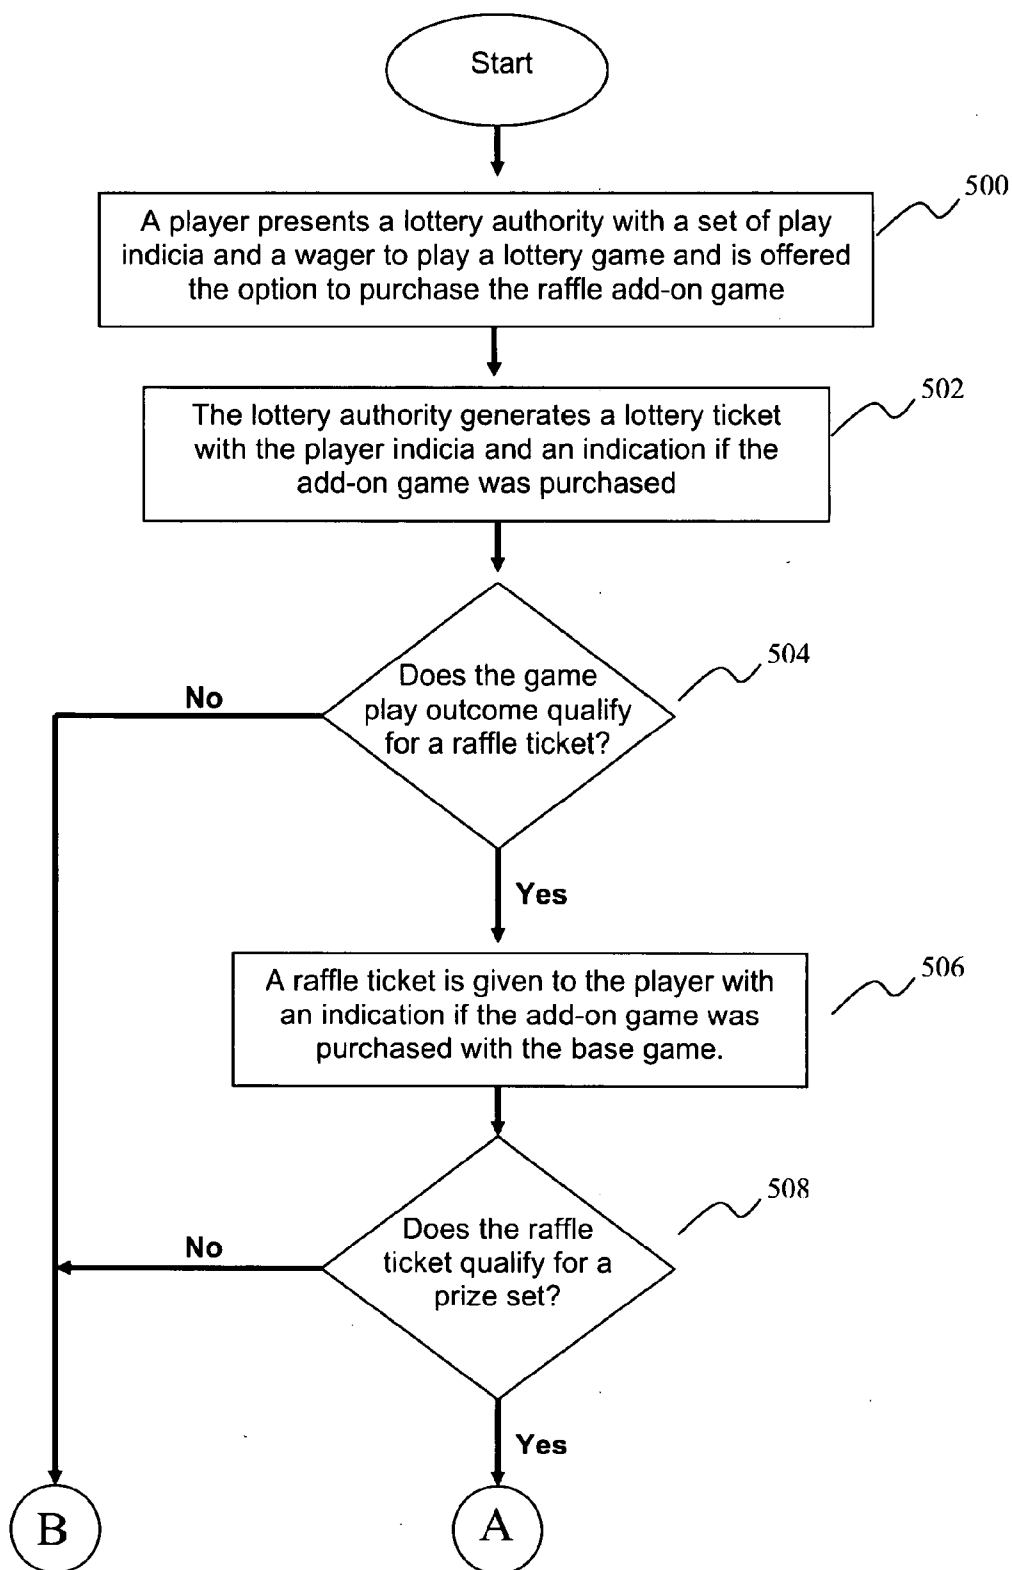 Start
500
A player presents a lottery authority with a set of play
indicia and a wager to play a lottery game and is offered
the option to purchase the raffle add-on game
502
The lottery authority generates a lottery ticket
with the player indicia and an indication if the
add-on game was purchased
504
Does the game
play outcome qualify
for a raffle ticket?
No
Yes
506
A raffle ticket is given to the player with
an indication if the add-on game was
purchased with the base game.
508
Does the raffle
ticket qualify for a
prize set?
No
Yes
B
A